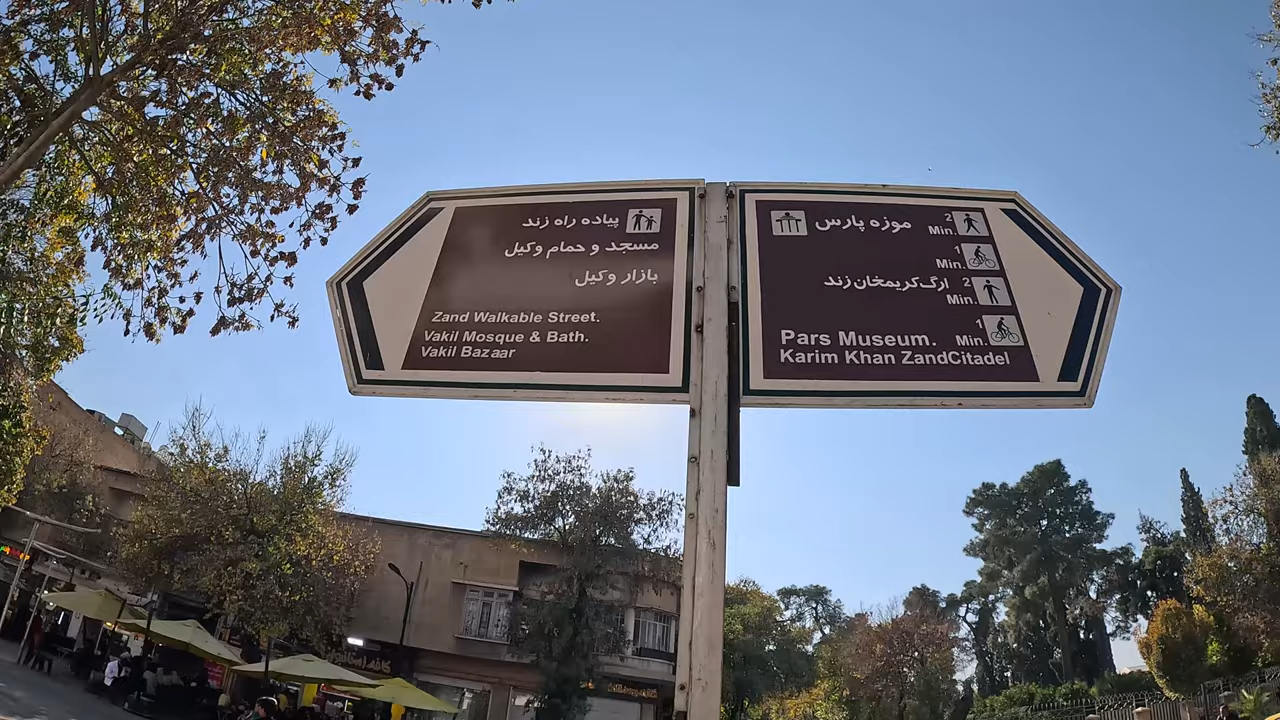 پیاده راه زند
مسجد و حمام وکیل
بازار وکیل
Zand Walkable Street.
Vakil Mosque & Bath.
Vakil Bazaar
موزه پارس 2 Min.
1 Min.
ارگ کریمخان زند 2 Min.
1 Min.
Pars Museum.
Karim Khan ZandCitadel